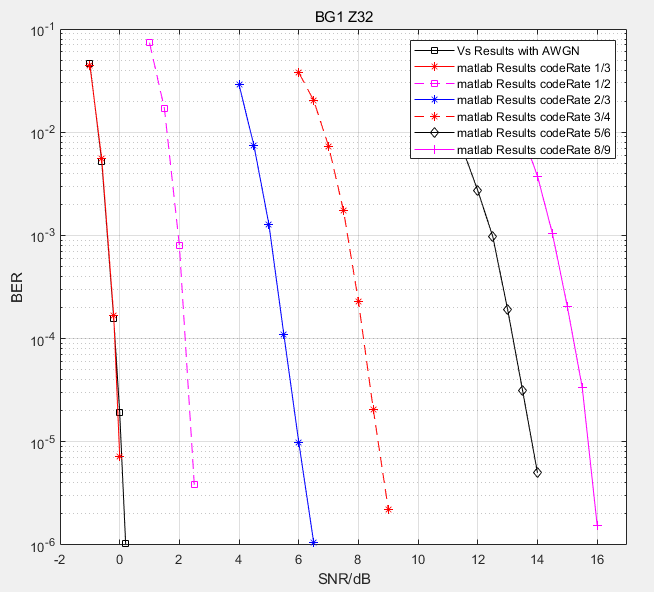 BG1 Z32
10^-1
10^-2
10^-3
10^-4
10^-5
10^-6
BER
Vs Results with AWGN
matlab Results codeRate 1/3
matlab Results codeRate 1/2
matlab Results codeRate 2/3
matlab Results codeRate 3/4
matlab Results codeRate 5/6
matlab Results codeRate 8/9
-2 0 2 4 6 8 10 12 14 16
SNR/dB